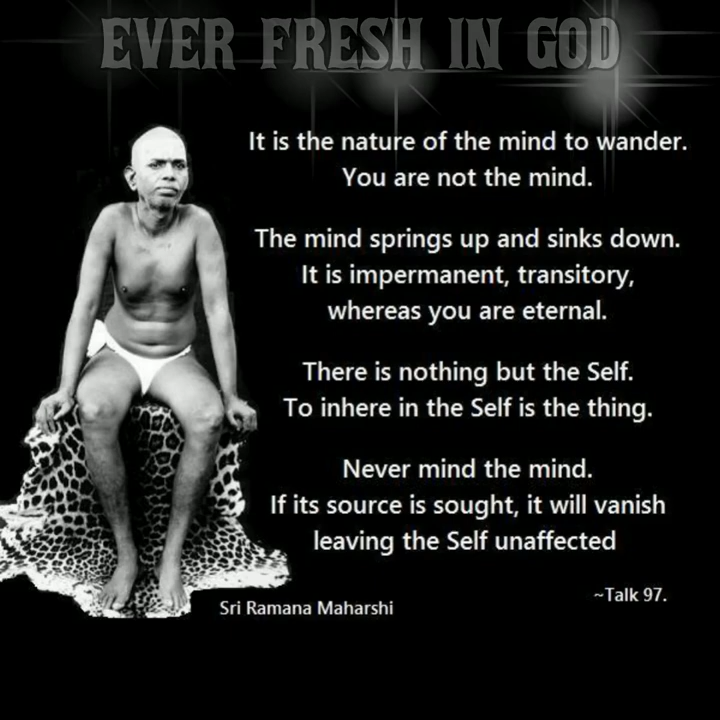 EVER FRESH IN GOD
It is the nature of the mind to wander.
You are not the mind.
The mind springs up and sinks down.
It is impermanent, transitory,
whereas you are eternal.
There is nothing but the Self.
To inhere in the Self is the thing.
Never mind the mind.
If its source is sought, it will vanish
leaving the Self unaffected
~Talk 97.
Sri Ramana Maharshi